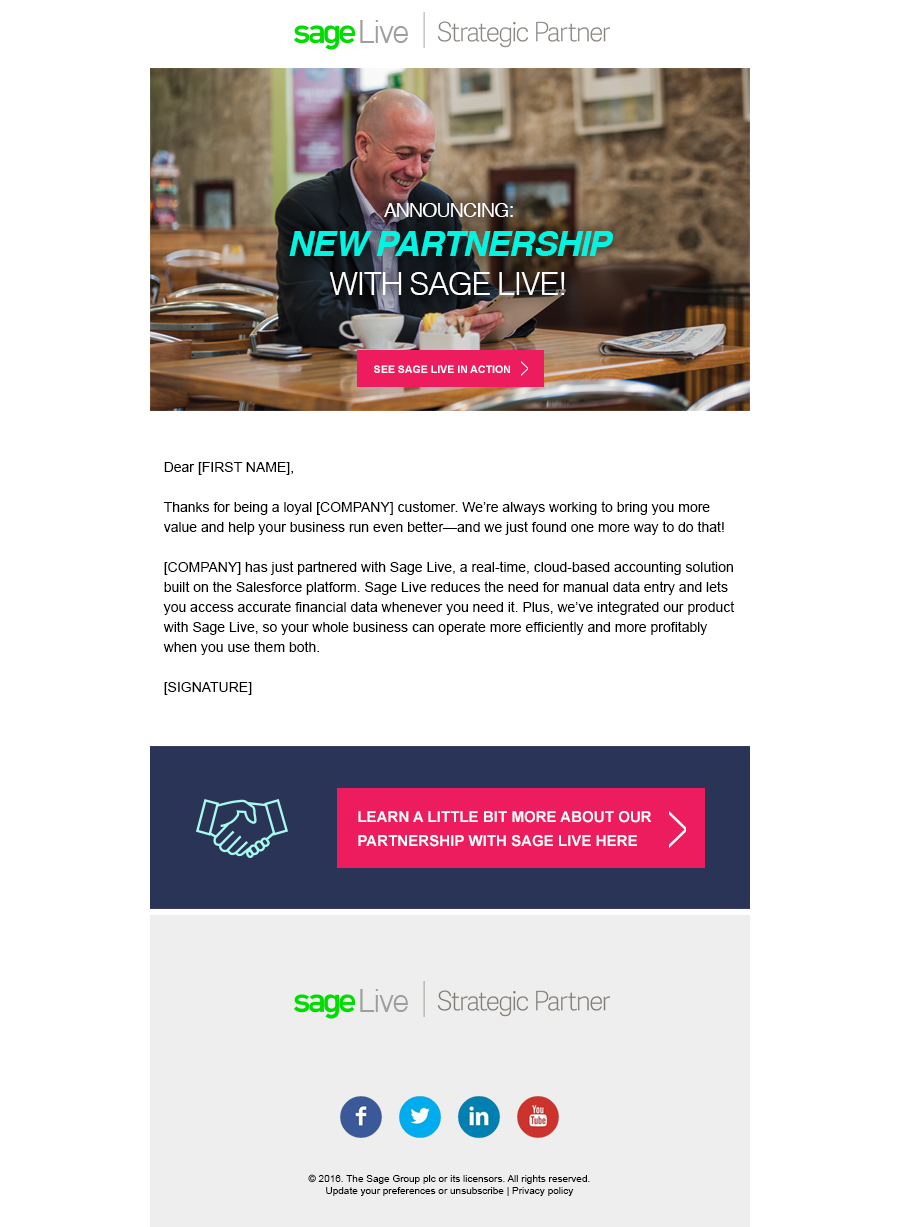 sage Live | Strategic Partner
ANNOUNCING:
NEW PARTNERSHIP
WITH SAGE LIVE!
SEE SAGE LIVE IN ACTION
Dear [FIRST NAME],
Thanks for being a loyal [COMPANY] customer. We’re always working to bring you more
value and help your business run even better—and we just found one more way to do that!
[COMPANY] has just partnered with Sage Live, a real-time, cloud-based accounting solution
built on the Salesforce platform. Sage Live reduces the need for manual data entry and lets
you access accurate financial data whenever you need it. Plus, we’ve integrated our product
with Sage Live, so your whole business can operate more efficiently and more profitably
when you use them both.
[SIGNATURE]
LEARN A LITTLE BIT MORE ABOUT OUR
PARTNERSHIP WITH SAGE LIVE HERE
sage Live | Strategic Partner
f
in
You
Tube
© 2016. The Sage Group plc or its licensors. All rights reserved.
Update your preferences or unsubscribe | Privacy policy